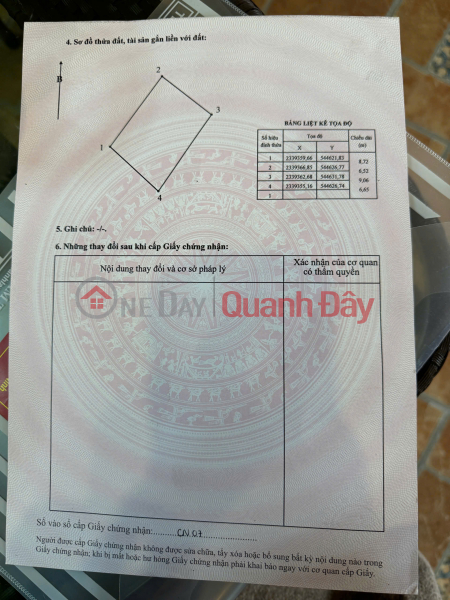 4. Sơ đồ thửa đất, tài sản gắn liền với đất:
B
2
3
1
4
BẢNG LIỆT KÊ TỌA ĐỘ
Số hiệu đỉnh thửa Tọa độ Chiều dài (m)
X Y
1 2339359,66 544621,83
8,72
2 2339366,85 544626,77
6,52
3 2339362,68 544631,78
9,06
4 2339355,16 544626,74
6,65
1
5. Ghi chú: -/-.
6. Những thay đổi sau khi cấp Giấy chứng nhận:
Nội dung thay đổi và cơ sở pháp lý
Xác nhận của cơ quan
có thẩm quyền
ONE DAY Quanh Đây
Số vào sổ cấp Giấy chứng nhận: CN 07
Người được cấp Giấy chứng nhận không được sửa chữa, tẩy xóa hoặc bổ sung bất kỳ nội dung nào trong
Giấy chứng nhận; khi bị mất hoặc hư hỏng Giấy chứng nhận phải khai báo ngay với cơ quan cấp Giấy.